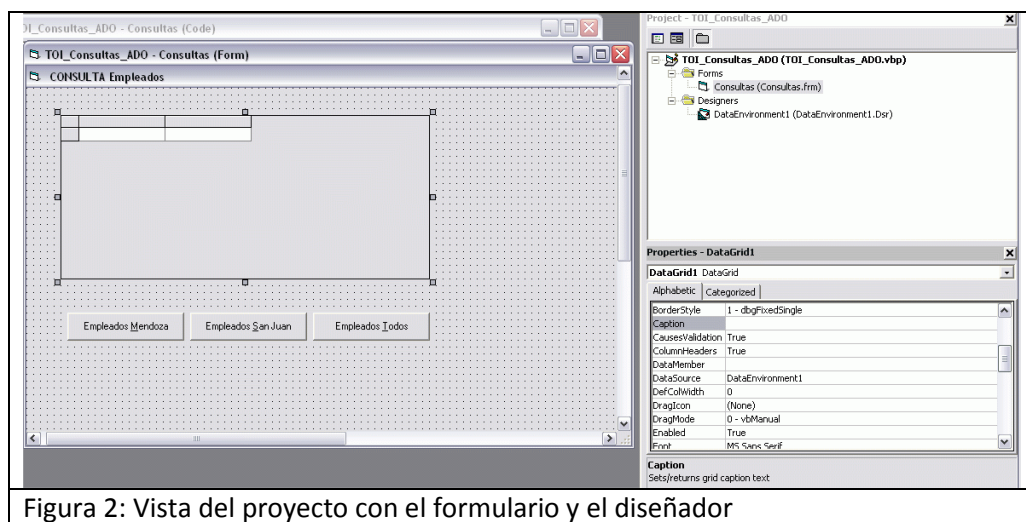 OI_Consultas_ADO - Consultas (Code)
TOI_Consultas_ADO - Consultas (Form)
CONSULTA Empleados
Empleados Mendoza
Empleados San Juan
Empleados Todos
Project - TOI_Consultas_ADO
TOI_Consultas_ADO (TOI_Consultas_ADO.vbp)
Forms
Consultas (Consultas.frm)
Designers
DataEnvironment1 (DataEnvironment1.Dsr)
Properties - DataGrid1
DataGrid1 DataGrid
Alphabetic Categorized
BorderStyle 1 - dbgFixedSingle
Caption
CausesValidation True
ColumnHeaders True
DataMember
DataSource DataEnvironment1
DefColWidth 0
DragIcon (None)
DragMode 0 - vbManual
Enabled True
Font MS Sans Serif
Caption
Sets/returns grid caption text
Figura 2: Vista del proyecto con el formulario y el diseñador